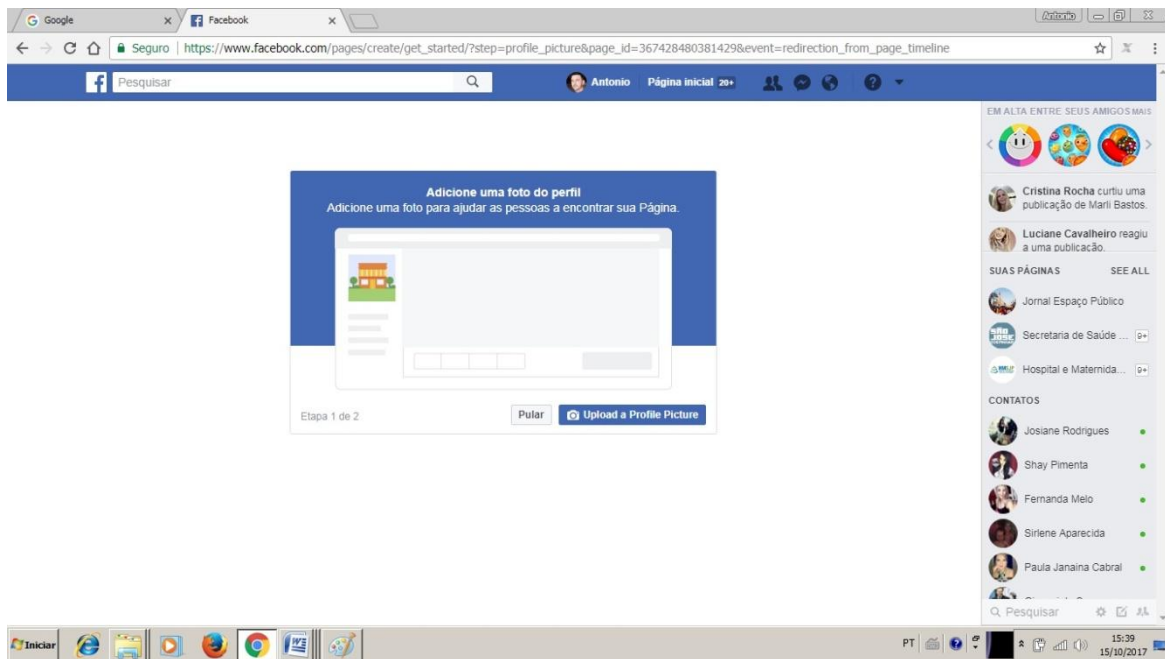 Google
Facebook
Antonio
Seguro | https://www.facebook.com/pages/create/get_started/?step=profile_picture&page_id=367428480381429&event=redirection_from_page_timeline
Pesquisar
Antonio
Página inicial 20+
Adicione uma foto do perfil
Adicione uma foto para ajudar as pessoas a encontrar sua Página.
Etapa 1 de 2
Pular
Upload a Profile Picture
EM ALTA ENTRE SEUS AMIGOS MAIS
Cristina Rocha curtiu uma
publicação de Marli Bastos.
Luciane Cavalheiro reagiu
a uma publicação.
SUAS PÁGINAS SEE ALL
Jornal Espaço Público
Secretaria de Saúde ... 9+
Hospital e Maternida... 9+
CONTATOS
Josiane Rodrigues
Shay Pimenta
Fernanda Melo
Sirlene Aparecida
Paula Janaina Cabral
Pesquisar
Iniciar
PT
15:39
15/10/2017